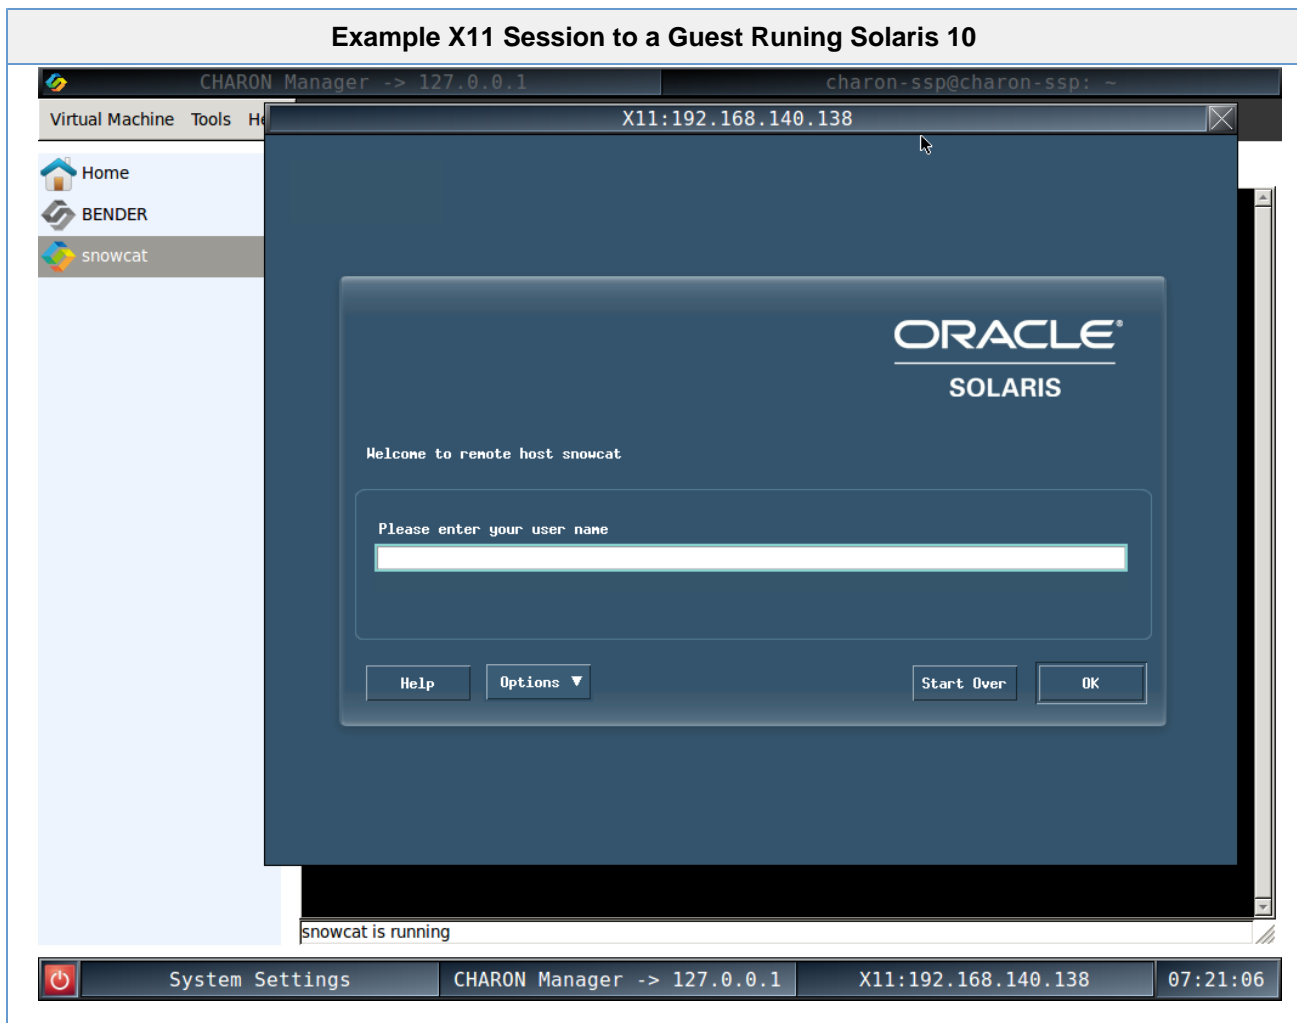 Example X11 Session to a Guest Runing Solaris 10
CHARON Manager -> 127.0.0.1
charon-ssp@charon-ssp: ~
Virtual Machine Tools He
X11:192.168.140.138
Home
BENDER
snowcat
ORACLE®
SOLARIS
Welcome to remote host snowcat
Please enter your user name
Help
Options
Start Over
OK
snowcat is running
System Settings
CHARON Manager -> 127.0.0.1
X11:192.168.140.138
07:21:06